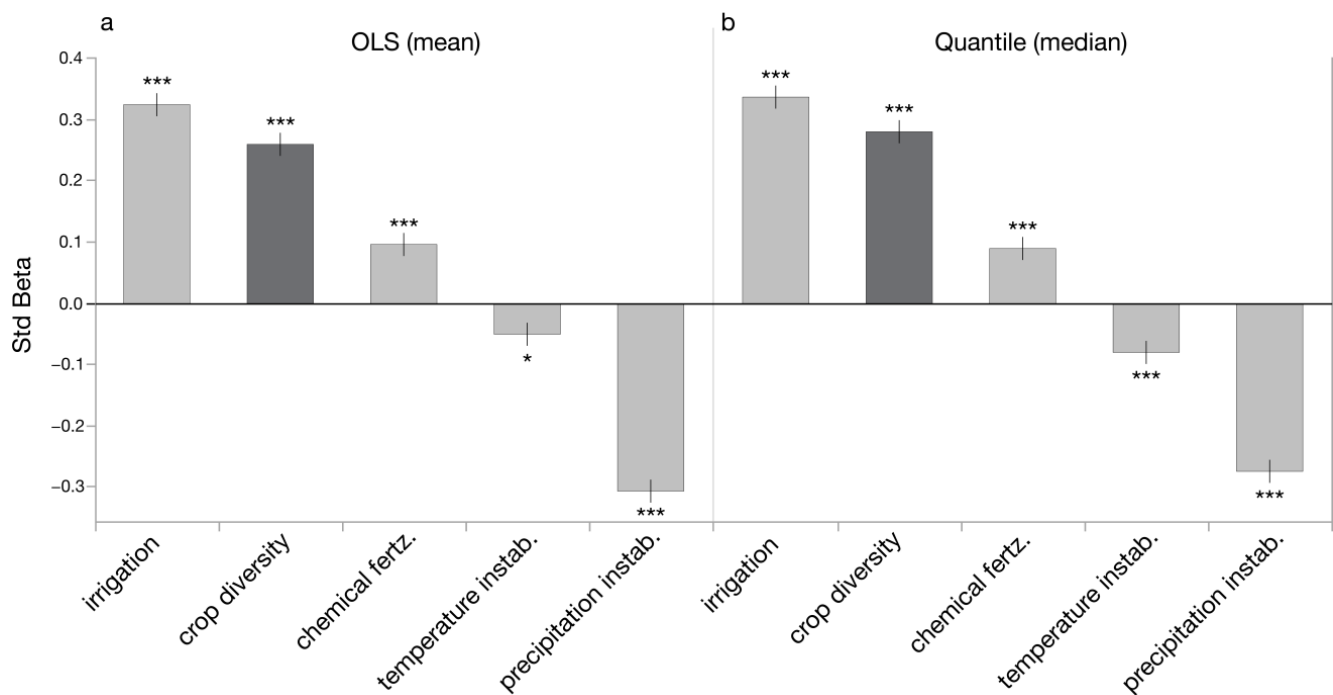 a
OLS (mean)
b
Quantile (median)
Std Beta
0.4
0.3
0.2
0.1
0.0
−0.1
−0.2
−0.3
***
***
***
*
***
***
***
***
***
***
irrigation
crop diversity
chemical fertz.
temperature instab.
precipitation instab.
irrigation
crop diversity
chemical fertz.
temperature instab.
precipitation instab.